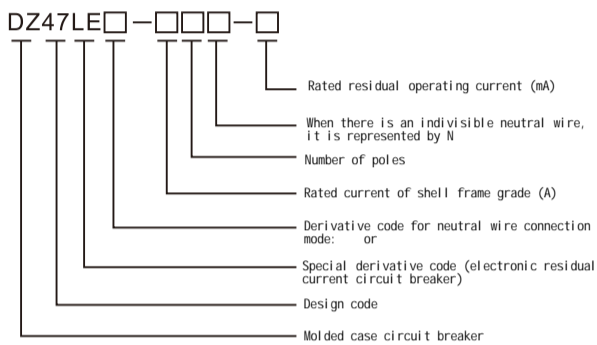 DZ47LE□-□□□-□
Rated residual operating current (mA)
When there is an indivisible neutral wire,
it is represented by N
Number of poles
Rated current of shell frame grade (A)
Derivative code for neutral wire connection
mode: or
Special derivative code (electronic residual
current circuit breaker)
Design code
Molded case circuit breaker